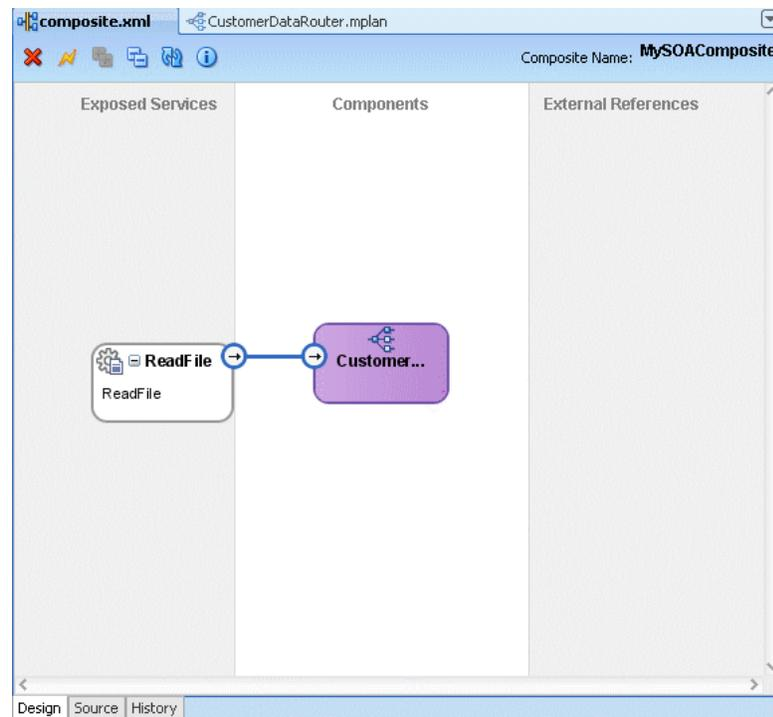 composite.xml CustomerDataRouter.mplan
Composite Name: MySOAComposite
Exposed Services Components External References
ReadFile
ReadFile
Customer...
Design Source History